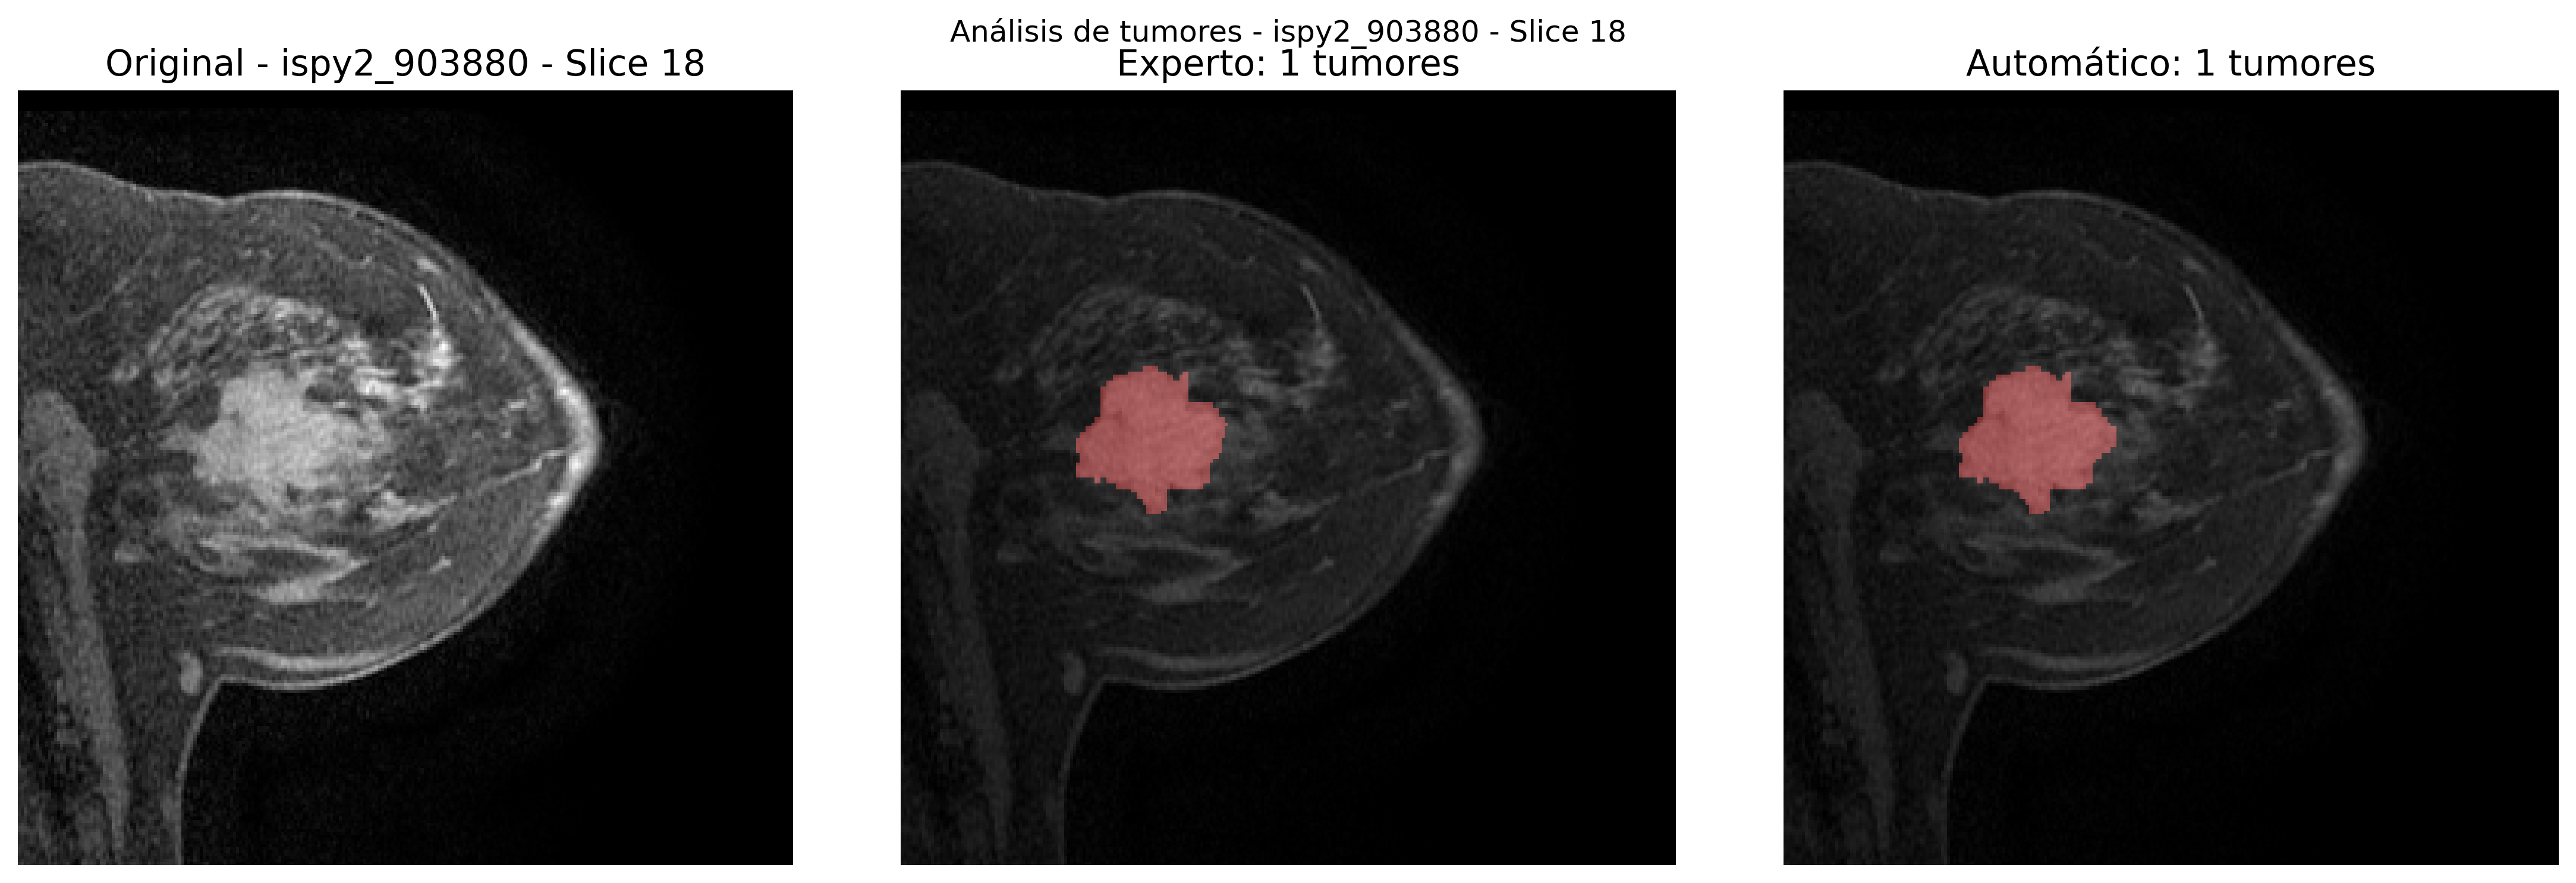 Análisis de tumores - ispy2_903880 - Slice 18
Original - ispy2_903880 - Slice 18
Experto: 1 tumores
Automático: 1 tumores